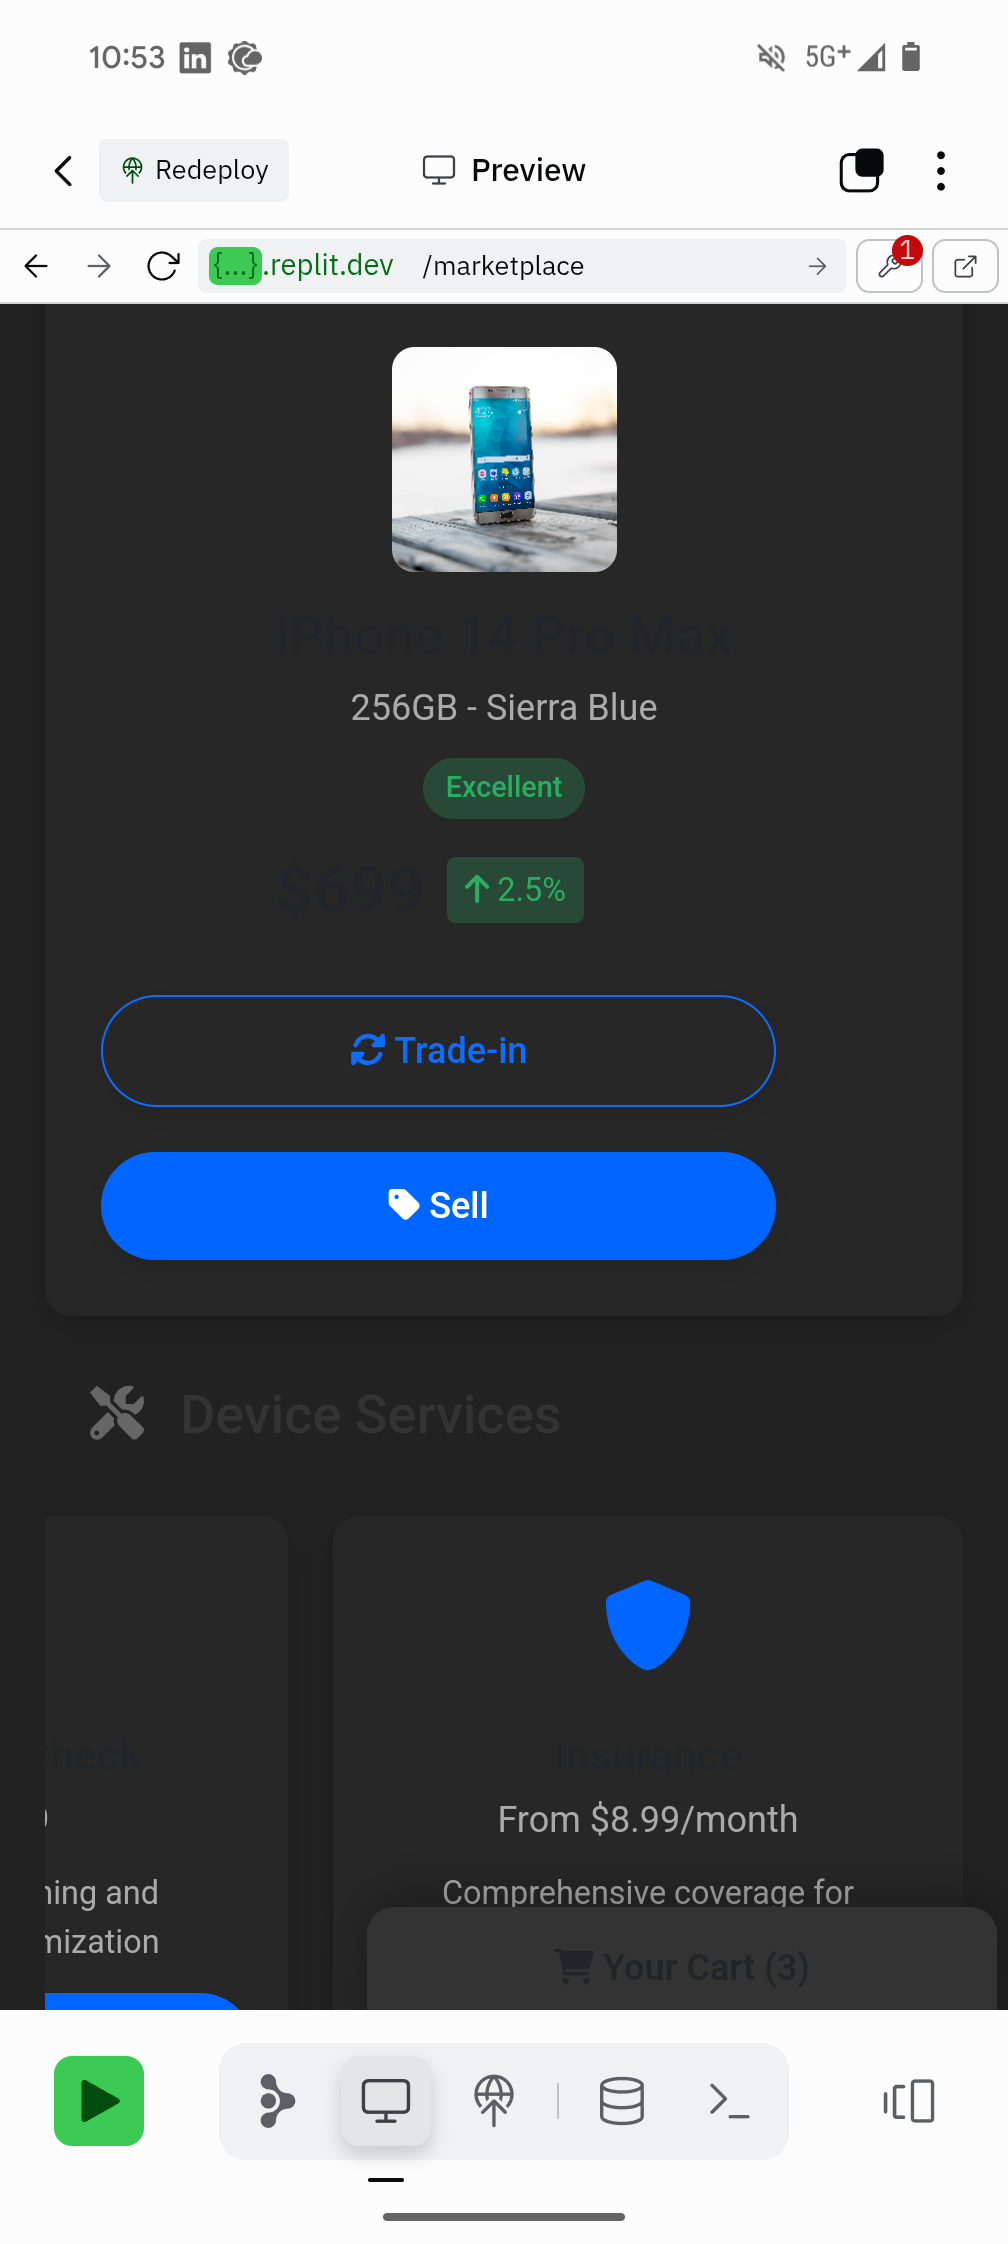 10:53
5G+
Redeploy
Preview
{...}.replit.dev /marketplace
1
iPhone 14 Pro Max
256GB - Sierra Blue
Excellent
$699
2.5%
Trade-in
Sell
Device Services
Check
Insurance
From $8.99/month
ning and
Comprehensive coverage for
mization
Your Cart (3)